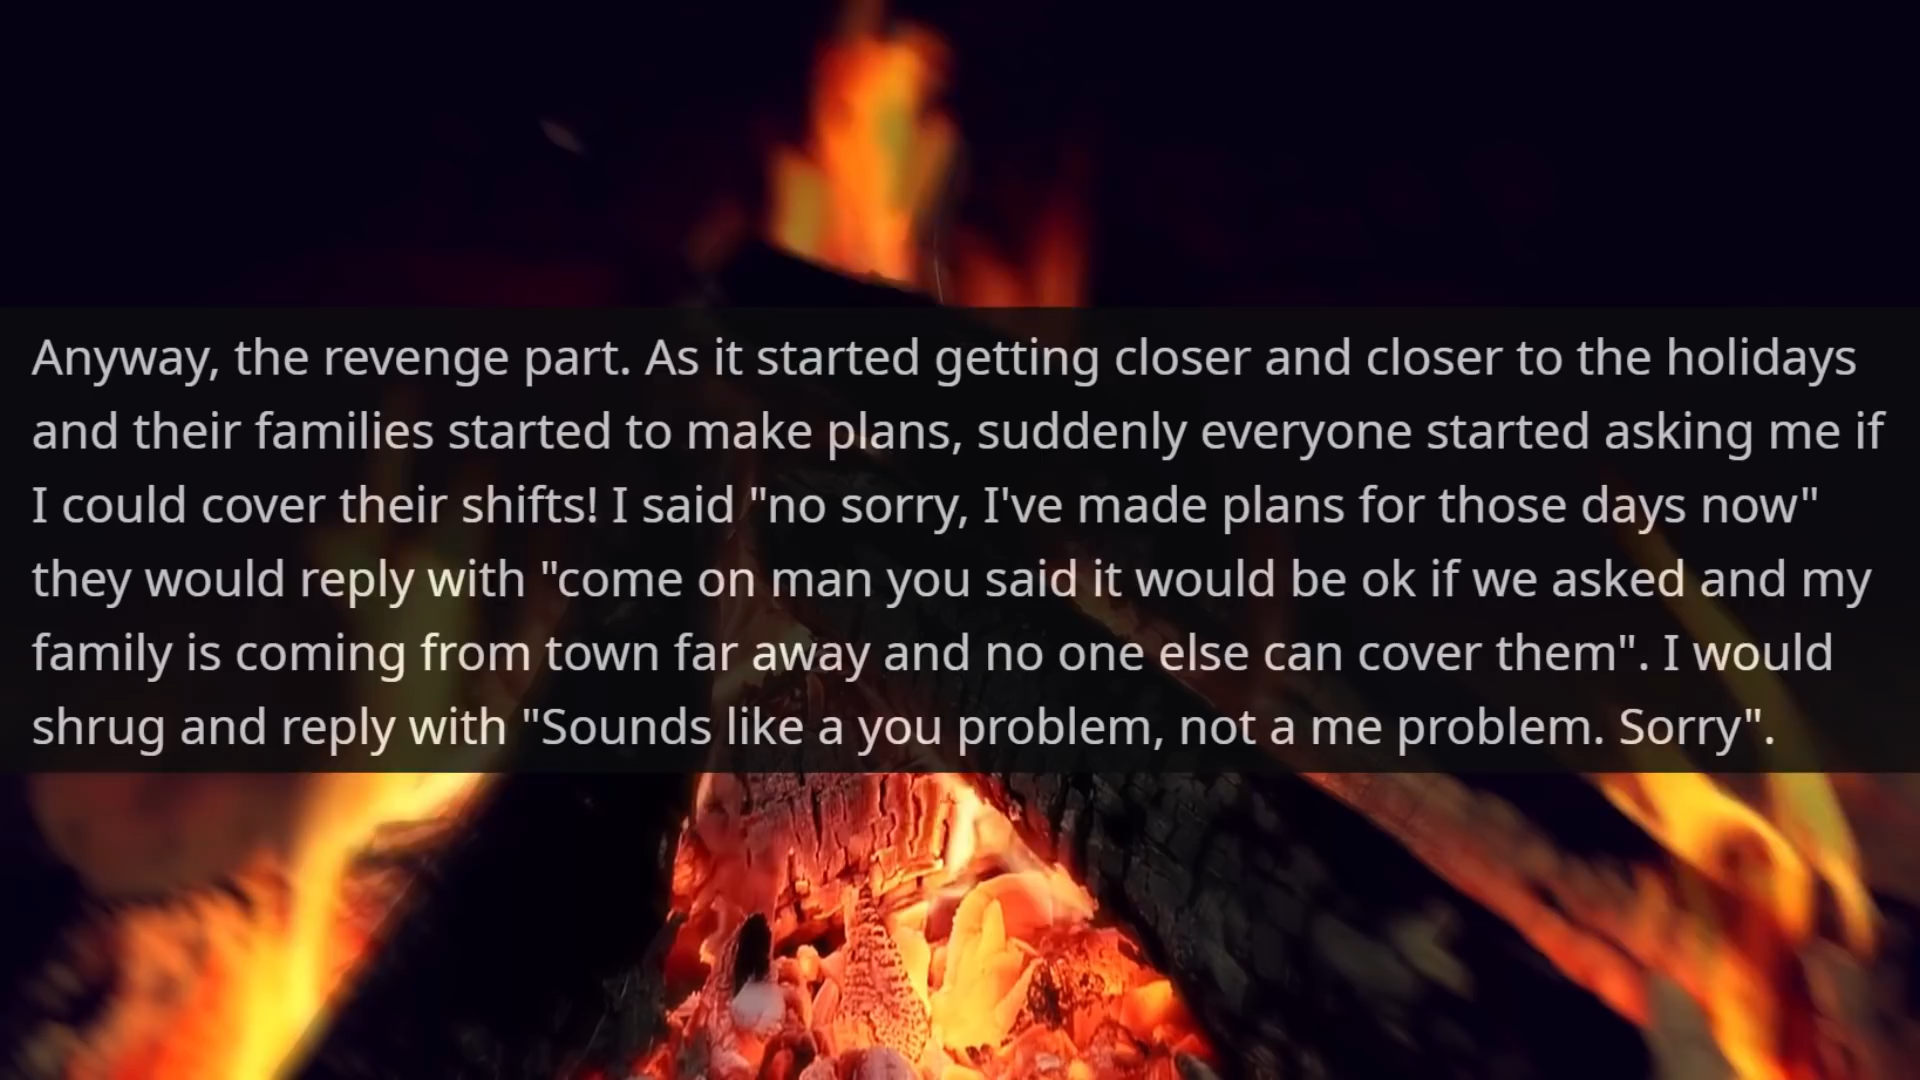 Anyway, the revenge part. As it started getting closer and closer to the holidays
and their families started to make plans, suddenly everyone started asking me if
I could cover their shifts! I said "no sorry, I've made plans for those days now"
they would reply with "come on man you said it would be ok if we asked and my
family is coming from town far away and no one else can cover them". I would
shrug and reply with "Sounds like a you problem, not a me problem. Sorry".